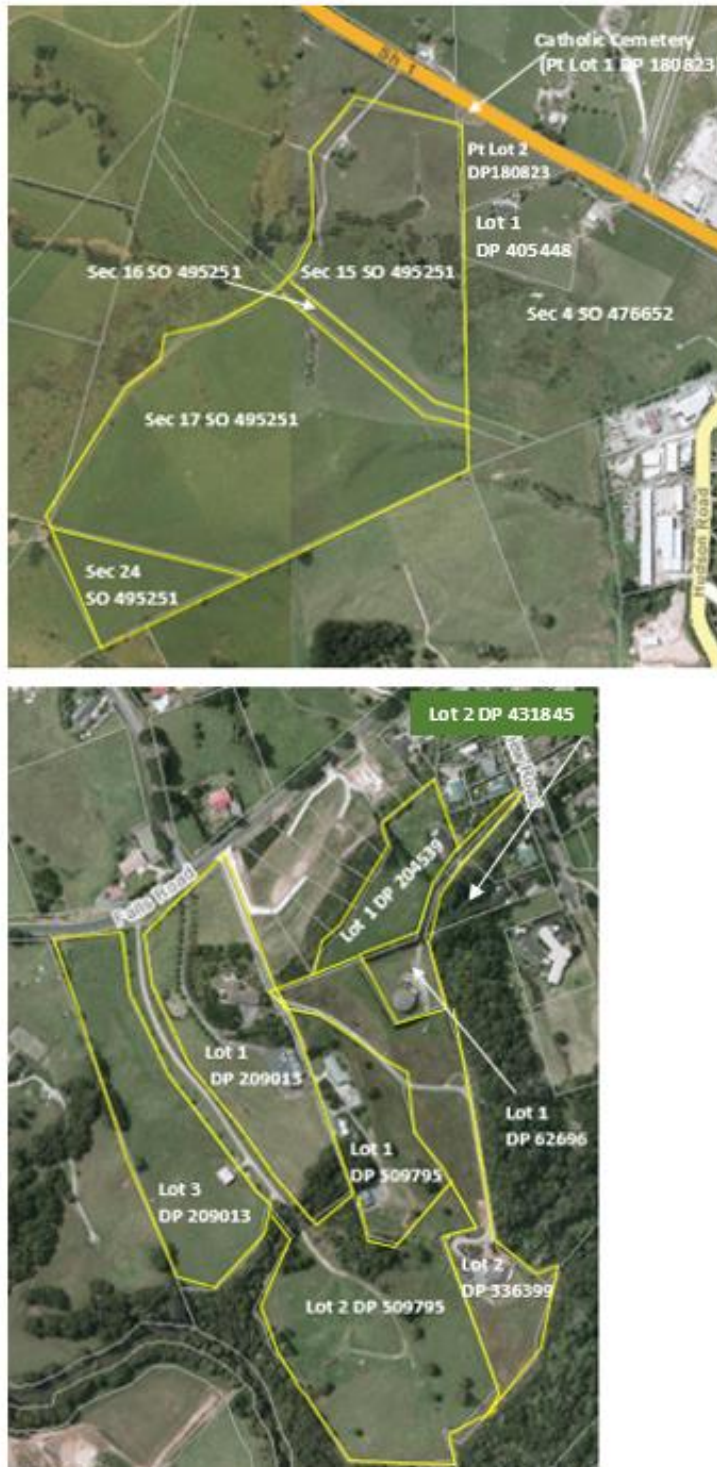 SH 1
Catholic Cemetery
(Pt Lot 1 DP 180823
Pt Lot 2
DP180823
Lot 1
DP 405448
Sec 16 SO 495251
Sec 15 SO 495251
Sec 4 SO 476652
Sec 17 SO 495251
Hudson Road
Sec 24
SO 495251
Lot 2 DP 431845
Road
Lot 1 DP 204539
Falls Road
Lot 1
DP 209013
Lot 1
DP 62696
Lot 1
DP 509795
Lot 3
DP 209013
Lot 2
DP 336399
Lot 2 DP 509795